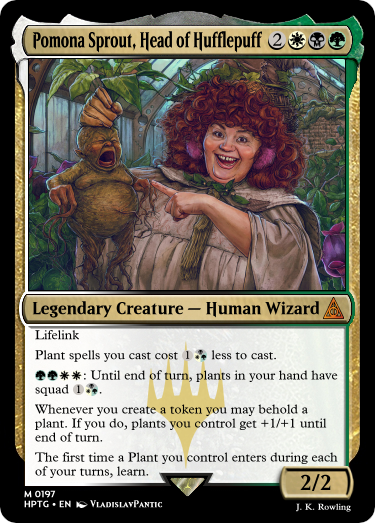 Pomona Sprout, Head of Hufflepuff 2
Legendary Creature — Human Wizard
Lifelink
Plant spells you cast cost 1 less to cast.
: Until end of turn, plants in your hand have
squad 1.
Whenever you create a token you may behold a
plant. If you do, plants you control get +1/+1 until
end of turn.
The first time a Plant you control enters during each
of your turns, learn.
2/2
M 0197
HPTG • EN VladislavPantic
J. K. Rowling